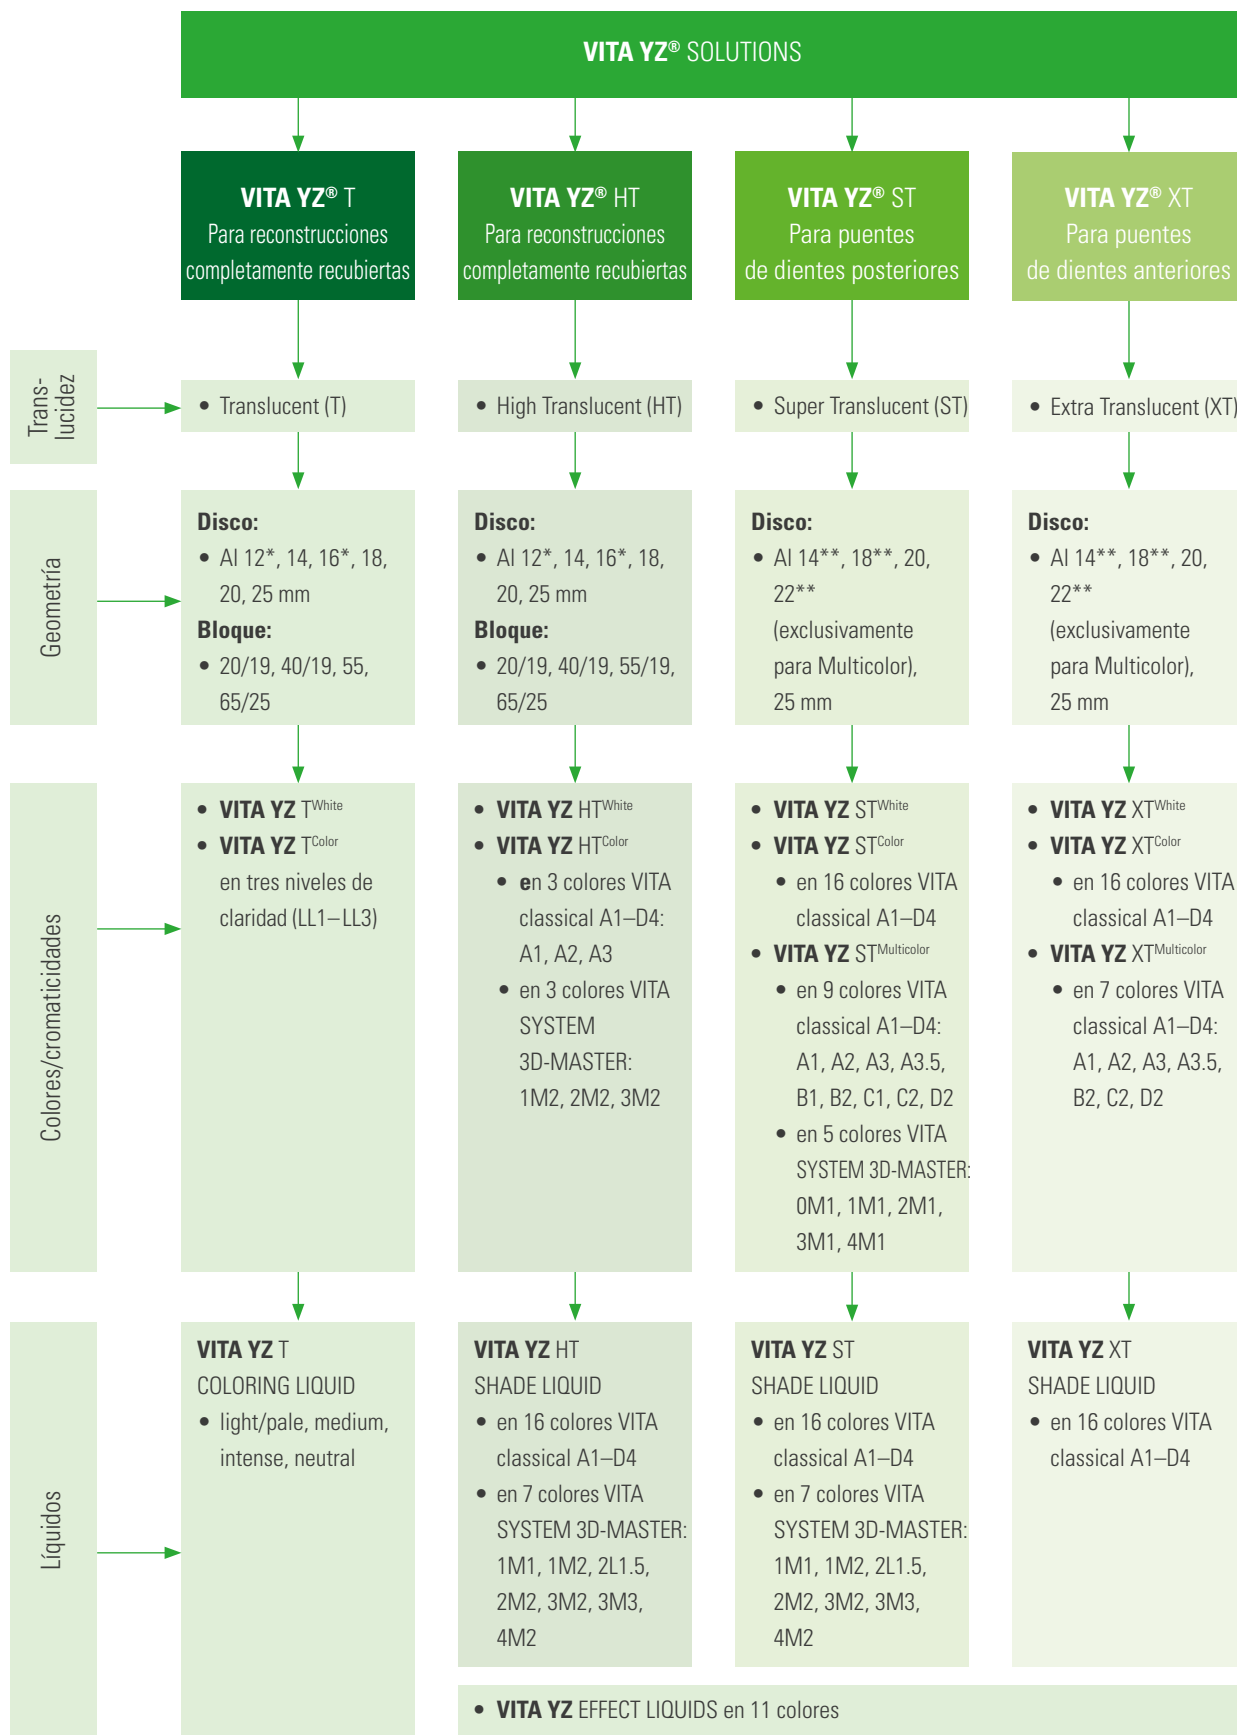 VITA YZ® SOLUTIONS
VITA YZ® T
Para reconstrucciones
completamente recubiertas
VITA YZ® HT
Para reconstrucciones
completamente recubiertas
VITA YZ® ST
Para puentes
de dientes posteriores
VITA YZ® XT
Para puentes
de dientes anteriores
Trans-
lucidez
• Translucent (T)
• High Translucent (HT)
• Super Translucent (ST)
• Extra Translucent (XT)
Geometría
Disco:
• Al 12*, 14, 16*, 18,
20, 25 mm
Bloque:
• 20/19, 40/19, 55,
65/25
Disco:
• Al 12*, 14, 16*, 18,
20, 25 mm
Bloque:
• 20/19, 40/19, 55/19,
65/25
Disco:
• Al 14**, 18**, 20,
22**
(exclusivamente
para Multicolor),
25 mm
Disco:
• Al 14**, 18**, 20,
22**
(exclusivamente
para Multicolor),
25 mm
Colores/cromaticidades
• VITA YZ TWhite
• VITA YZ TColor
en tres niveles de
claridad (LL1–LL3)
• VITA YZ HTWhite
• VITA YZ HTColor
• en 3 colores VITA
classical A1–D4:
A1, A2, A3
• en 3 colores VITA
SYSTEM
3D-MASTER:
1M2, 2M2, 3M2
• VITA YZ STWhite
• VITA YZ STColor
• en 16 colores VITA
classical A1–D4
• VITA YZ STMulticolor
• en 9 colores VITA
classical A1–D4:
A1, A2, A3, A3.5,
B1, B2, C1, C2, D2
• en 5 colores VITA
SYSTEM 3D-MASTER:
0M1, 1M1, 2M1,
3M1, 4M1
• VITA YZ XTWhite
• VITA YZ XTColor
• en 16 colores VITA
classical A1–D4
• VITA YZ XTMulticolor
• en 7 colores VITA
classical A1–D4:
A1, A2, A3, A3.5,
B2, C2, D2
Líquidos
VITA YZ T
COLORING LIQUID
• light/pale, medium,
intense, neutral
VITA YZ HT
SHADE LIQUID
• en 16 colores VITA
classical A1–D4
• en 7 colores VITA
SYSTEM 3D-MASTER:
1M1, 1M2, 2L1.5,
2M2, 3M2, 3M3,
4M2
VITA YZ ST
SHADE LIQUID
• en 16 colores VITA
classical A1–D4
• en 7 colores VITA
SYSTEM 3D-MASTER:
1M1, 1M2, 2L1.5,
2M2, 3M2, 3M3,
4M2
VITA YZ XT
SHADE LIQUID
• en 16 colores VITA
classical A1–D4
• VITA YZ EFFECT LIQUIDS en 11 colores